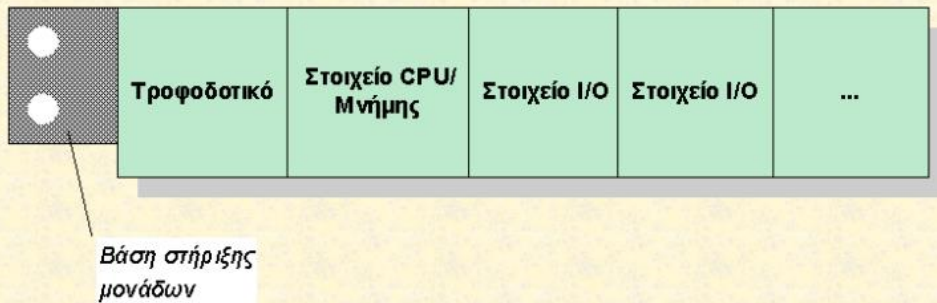 Τροφοδοτικό
Στοιχείο CPU/
Μνήμης
Στοιχείο I/O
Στοιχείο I/O
...
Βάση στήριξης
μονάδων